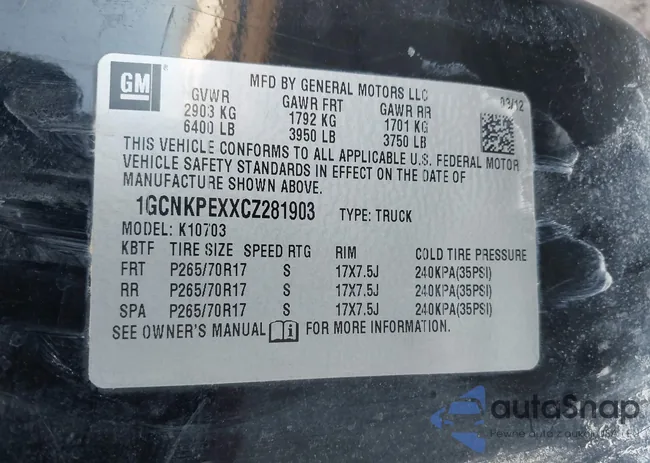 GM
MFD BY GENERAL MOTORS LLC
03/12
GVWR GAWR FRT GAWR RR
2903 KG 1792 KG 1701 KG
6400 LB 3950 LB 3750 LB
THIS VEHICLE CONFORMS TO ALL APPLICABLE U.S. FEDERAL MOTOR
VEHICLE SAFETY STANDARDS IN EFFECT ON THE DATE OF
MANUFACTURE SHOWN ABOVE.
1GCNKPEXXCZ281903 TYPE: TRUCK
MODEL: K10703
KBTF TIRE SIZE SPEED RTG RIM COLD TIRE PRESSURE
FRT P265/70R17 S 17X7.5J 240KPA(35PSI)
RR P265/70R17 S 17X7.5J 240KPA(35PSI)
SPA P265/70R17 S 17X7.5J 240KPA(35PSI)
SEE OWNER'S MANUAL FOR MORE INFORMATION.
autoSnap
Pewne auto z každego źródła